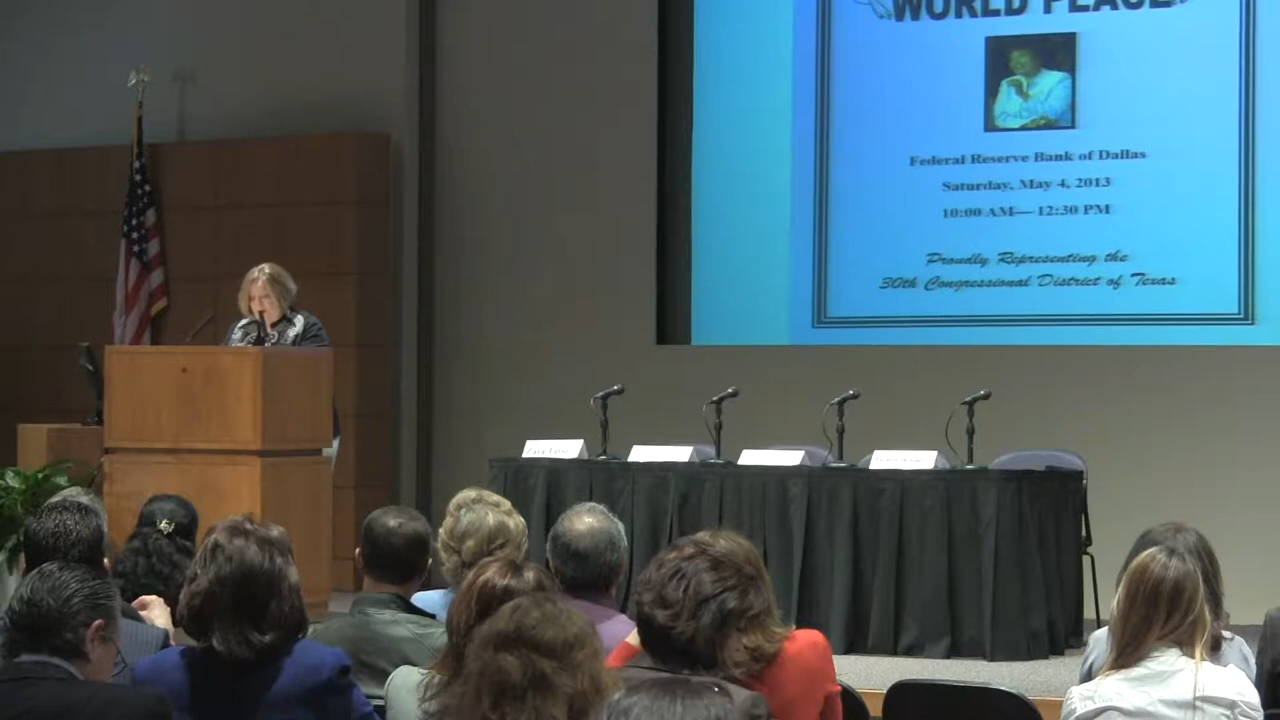 WORLD PEACE
Federal Reserve Bank of Dallas
Saturday, May 4, 2013
10:00 AM— 12:30 PM
Proudly Representing the
30th Congressional District of Texas